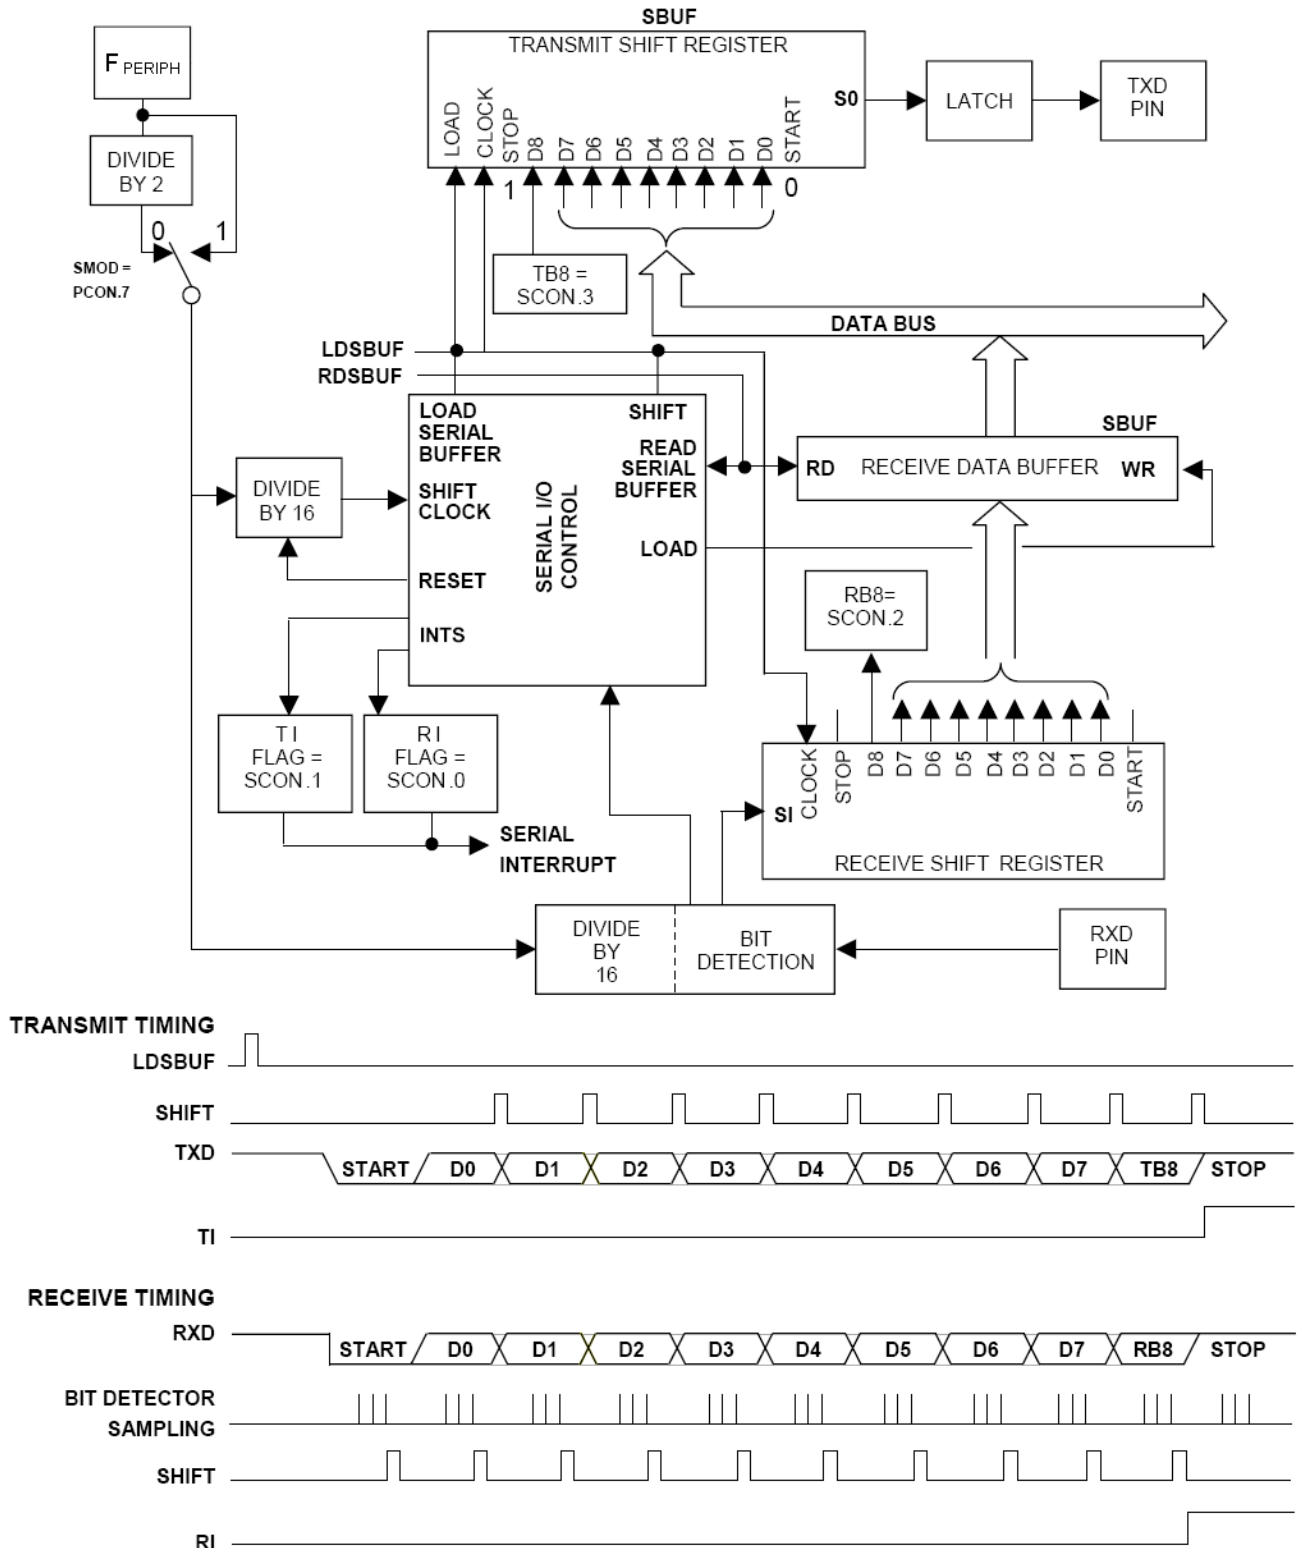 SBUF
TRANSMIT SHIFT REGISTER
F PERIPH
LOAD
CLOCK
STOP
D8
D7
D6
D5
D4
D3
D2
D1
D0
START
S0
LATCH
TXD
PIN
DIVIDE
BY 2
1
0
0
1
SMOD =
PCON.7
TB8 =
SCON.3
DATA BUS
LDSBUF
RDSBUF
LOAD
SERIAL
BUFFER
SHIFT
READ
SERIAL
BUFFER
SBUF
RD
RECEIVE DATA BUFFER
WR
DIVIDE
BY 16
SHIFT
CLOCK
SERIAL I/O
CONTROL
LOAD
RESET
INTS
RB8=
SCON.2
TI
FLAG =
SCON.1
RI
FLAG =
SCON.0
SERIAL
INTERRUPT
SI
CLOCK
STOP
D8
D7
D6
D5
D4
D3
D2
D1
D0
START
RECEIVE SHIFT REGISTER
DIVIDE
BY
16
BIT
DETECTION
RXD
PIN
TRANSMIT TIMING
LDSBUF
SHIFT
TXD
START D0 D1 D2 D3 D4 D5 D6 D7 TB8 STOP
TI
RECEIVE TIMING
RXD
START D0 D1 D2 D3 D4 D5 D6 D7 RB8 STOP
BIT DETECTOR
SAMPLING
SHIFT
RI